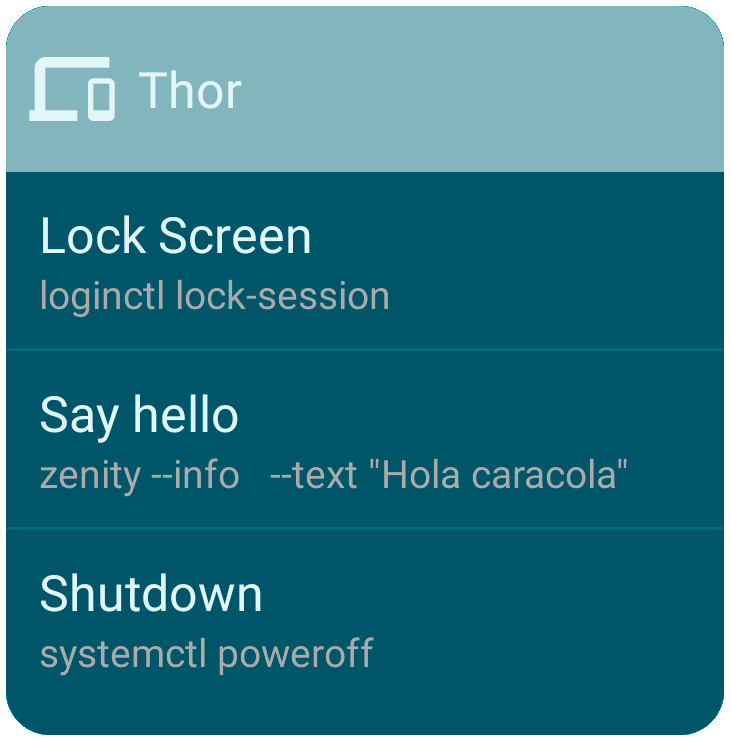 Thor
Lock Screen
loginctl lock-session
Say hello
zenity --info   --text "Hola caracola"
Shutdown
systemctl poweroff